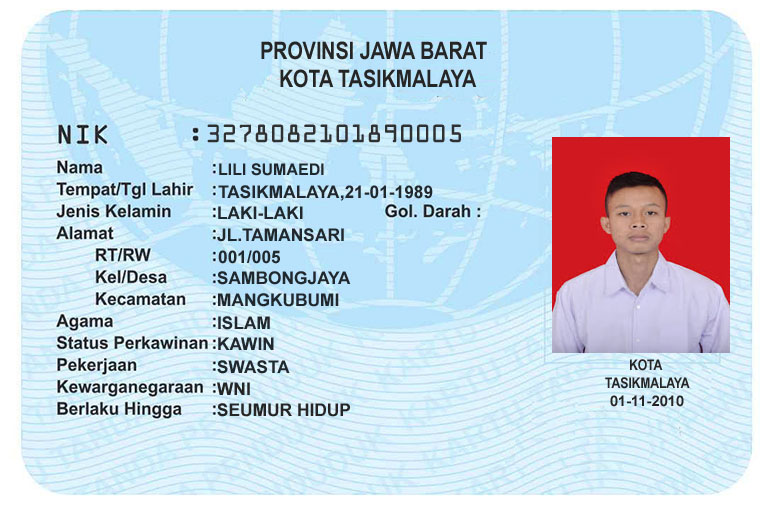 PROVINSI JAWA BARAT
KOTA TASIKMALAYA
NIK :3278082101890005
Nama :LILI SUMAEDI
Tempat/Tgl Lahir :TASIKMALAYA,21-01-1989
Jenis Kelamin :LAKI-LAKI Gol. Darah :
Alamat :JL.TAMANSARI
RT/RW :001/005
Kel/Desa :SAMBONGJAYA
Kecamatan :MANGKUBUMI
Agama :ISLAM
Status Perkawinan :KAWIN
Pekerjaan :SWASTA
Kewarganegaraan :WNI
Berlaku Hingga :SEUMUR HIDUP
KOTA
TASIKMALAYA
01-11-2010